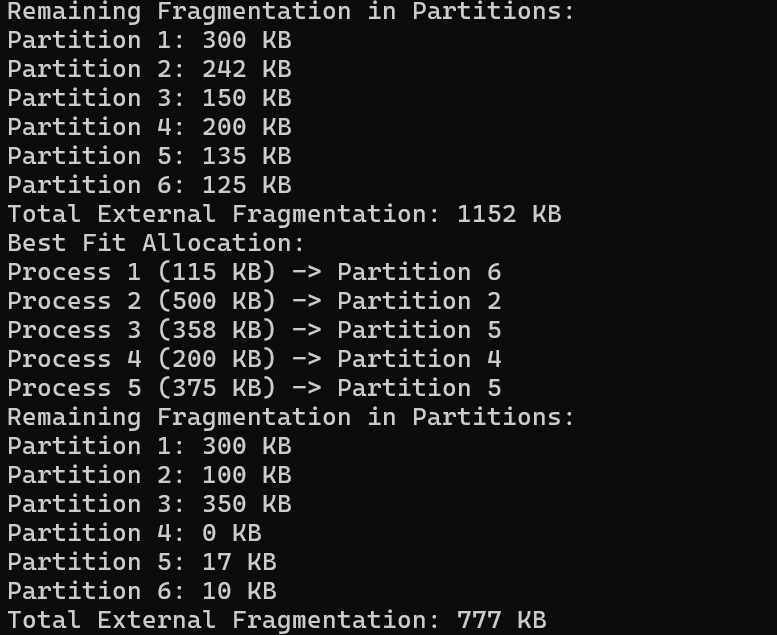 Remaining Fragmentation in Partitions:
Partition 1: 300 KB
Partition 2: 242 KB
Partition 3: 150 KB
Partition 4: 200 KB
Partition 5: 135 KB
Partition 6: 125 KB
Total External Fragmentation: 1152 KB
Best Fit Allocation:
Process 1 (115 KB) -> Partition 6
Process 2 (500 KB) -> Partition 2
Process 3 (358 KB) -> Partition 5
Process 4 (200 KB) -> Partition 4
Process 5 (375 KB) -> Partition 5
Remaining Fragmentation in Partitions:
Partition 1: 300 KB
Partition 2: 100 KB
Partition 3: 350 KB
Partition 4: 0 KB
Partition 5: 17 KB
Partition 6: 10 KB
Total External Fragmentation: 777 KB